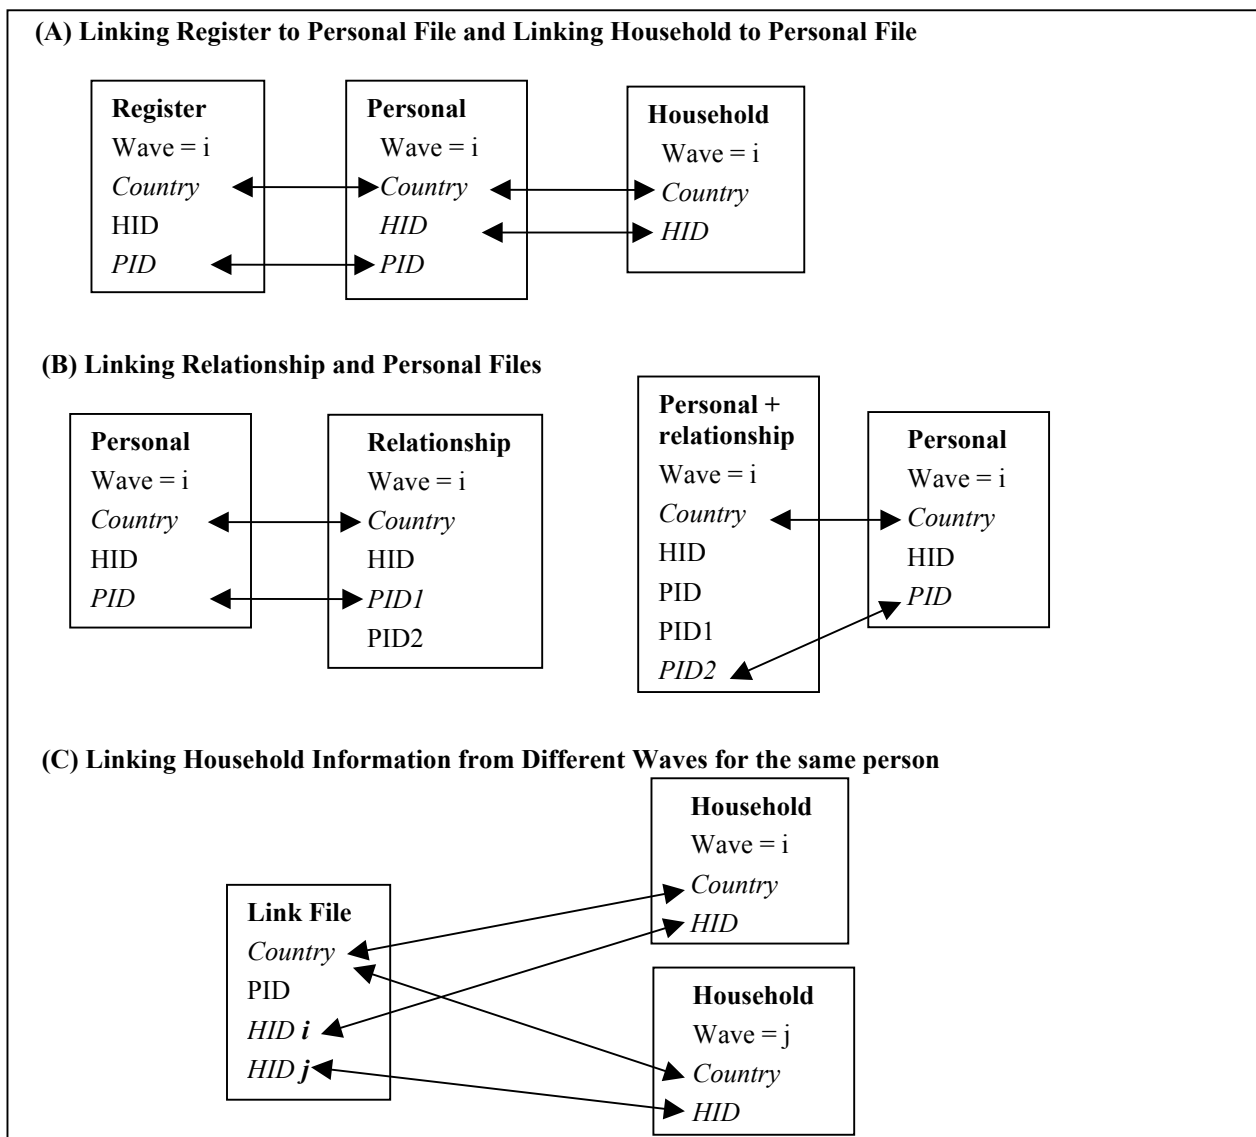 (A) Linking Register to Personal File and Linking Household to Personal File
Register
Wave = i
Country
HID
PID
Personal
Wave = i
Country
HID
PID
Household
Wave = i
Country
HID
(B) Linking Relationship and Personal Files
Personal
Wave = i
Country
HID
PID
Relationship
Wave = i
Country
HID
PID1
PID2
Personal +
relationship
Wave = i
Country
HID
PID
PID1
PID2
Personal
Wave = i
Country
HID
PID
(C) Linking Household Information from Different Waves for the same person
Link File
Country
PID
HID i
HID j
Household
Wave = i
Country
HID
Household
Wave = j
Country
HID